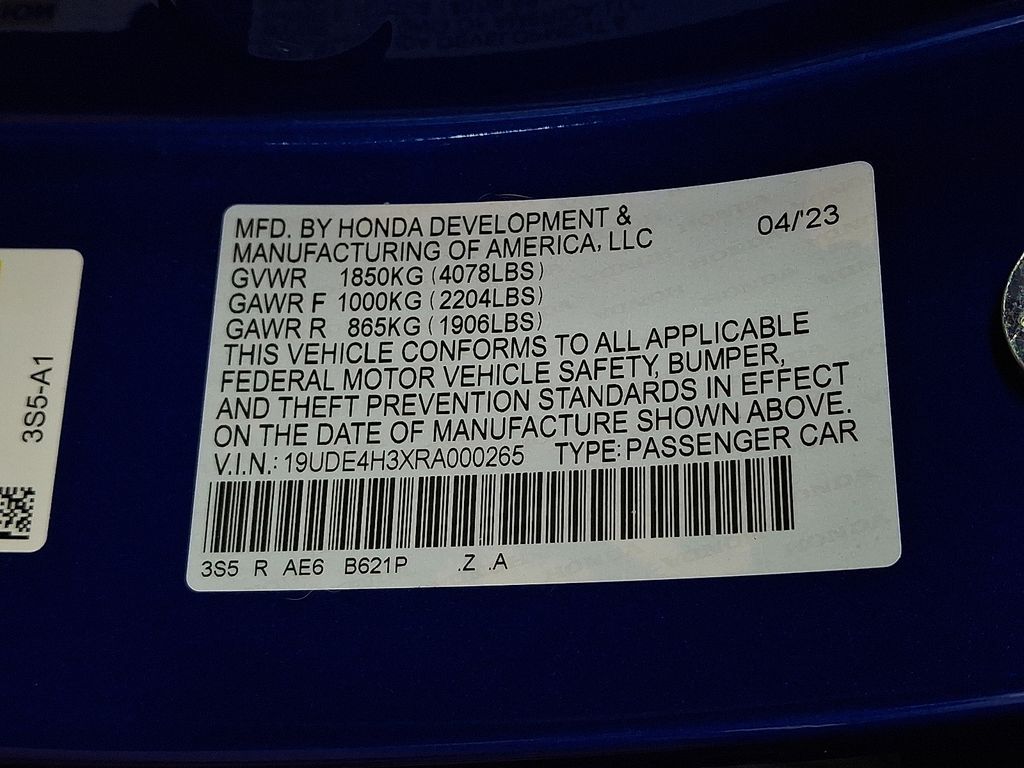 MFD. BY HONDA DEVELOPMENT &
MANUFACTURING OF AMERICA, LLC
04/'23
GVWR 1850KG (4078LBS)
GAWR F 1000KG (2204LBS)
GAWR R 865KG (1906LBS)
THIS VEHICLE CONFORMS TO ALL APPLICABLE
FEDERAL MOTOR VEHICLE SAFETY, BUMPER,
AND THEFT PREVENTION STANDARDS IN EFFECT
ON THE DATE OF MANUFACTURE SHOWN ABOVE.
V.I.N.: 19UDE4H3XRA000265 TYPE: PASSENGER CAR
3S5 R AE6 B621P .Z .A
3S5-A1